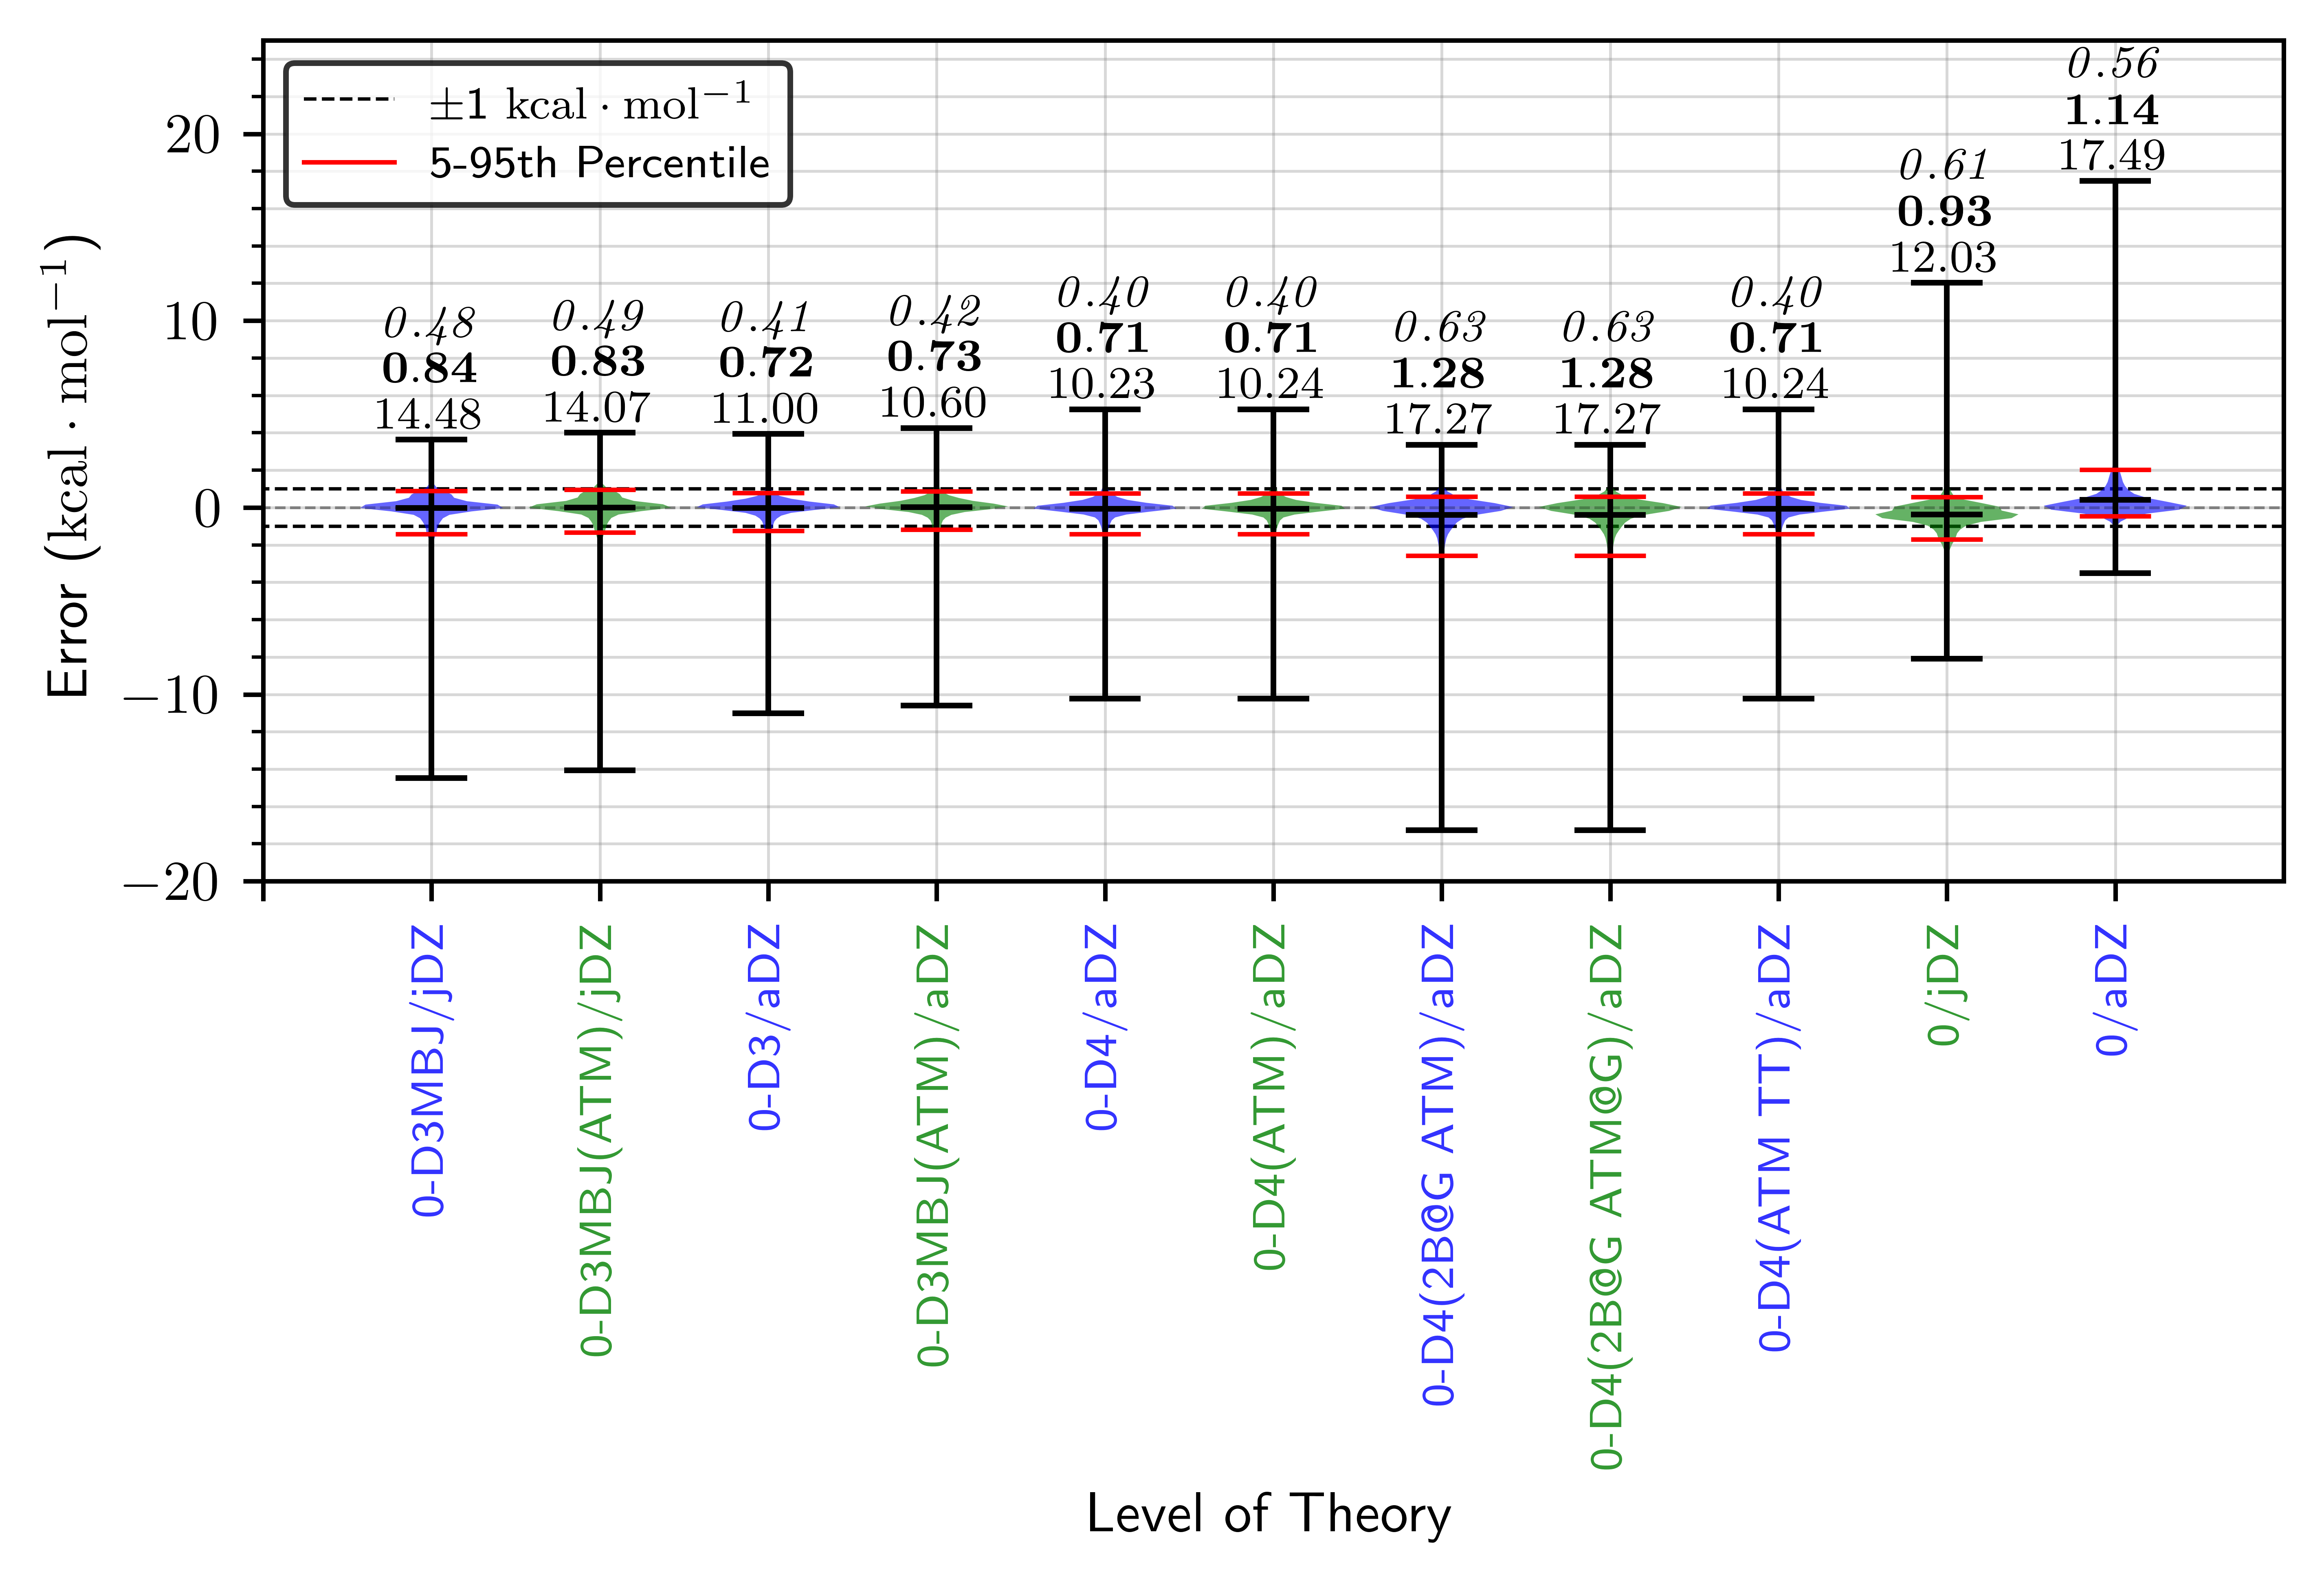 ±1 kcal · mol⁻¹
5-95th Percentile
Error (kcal · mol⁻¹)
20
10
0
−10
−20
0.48
0.84
14.48
0.49
0.83
14.07
0.41
0.72
11.00
0.42
0.73
10.60
0.40
0.71
10.23
0.40
0.71
10.24
0.63
1.28
17.27
0.63
1.28
17.27
0.40
0.71
10.24
0.61
0.93
12.03
0.56
1.14
17.49
0-D3MBJ/jDZ
0-D3MBJ(ATM)/jDZ
0-D3/aDZ
0-D3MBJ(ATM)/aDZ
0-D4/aDZ
0-D4(ATM)/aDZ
0-D4(2B@G ATM)/aDZ
0-D4(2B@G ATM@G)/aDZ
0-D4(ATM TT)/aDZ
0/jDZ
0/aDZ
Level of Theory